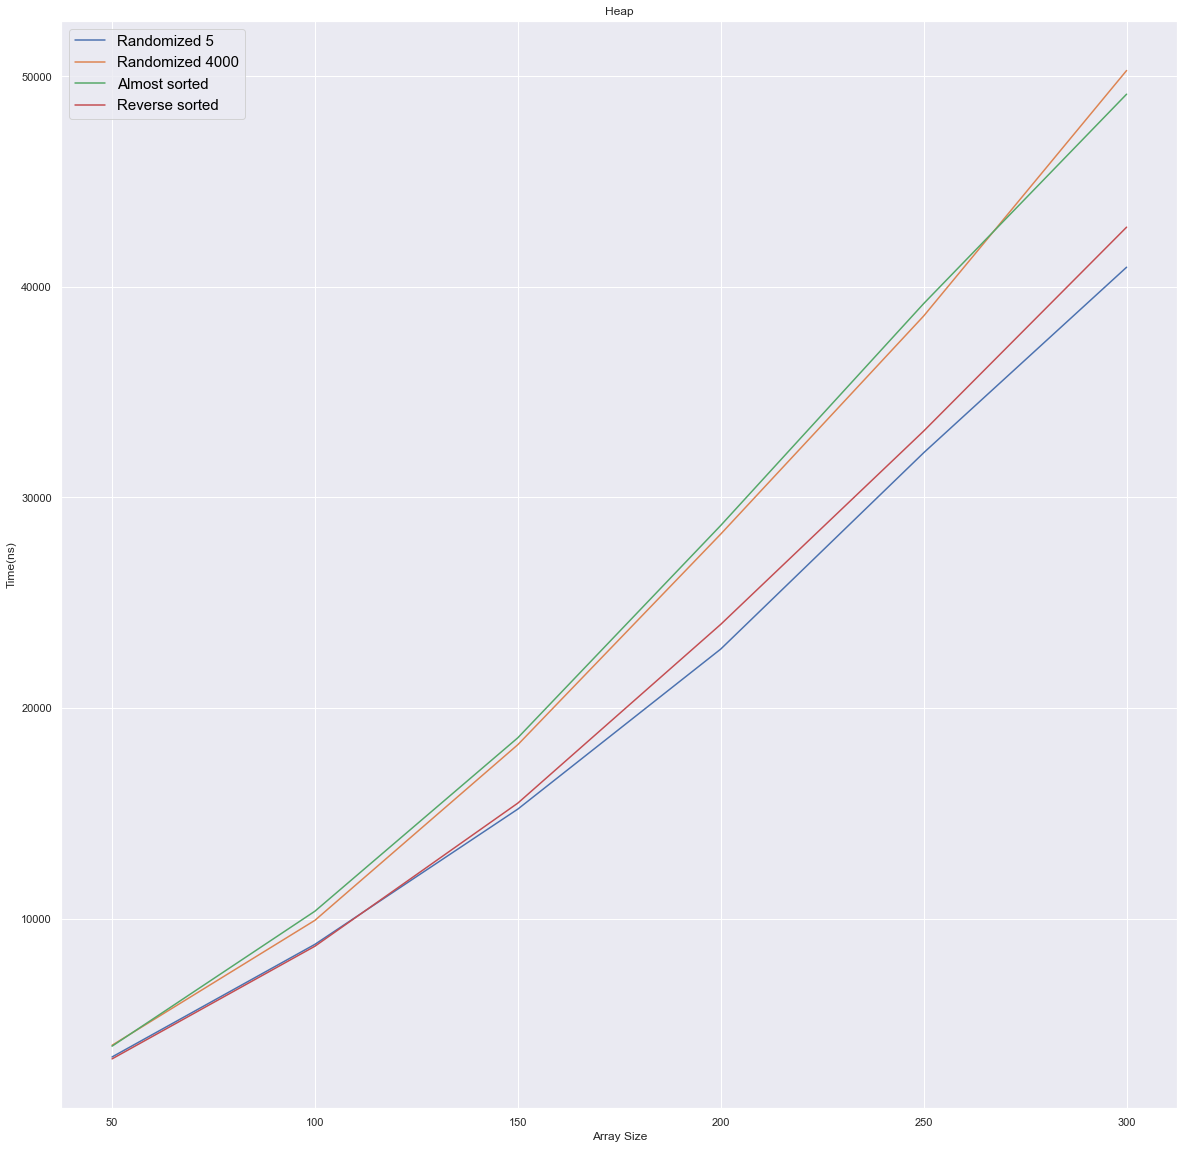 Heap
Randomized 5
Randomized 4000
Almost sorted
Reverse sorted
50000
40000
30000
20000
10000
Time(ns)
50 100 150 200 250 300
Array Size